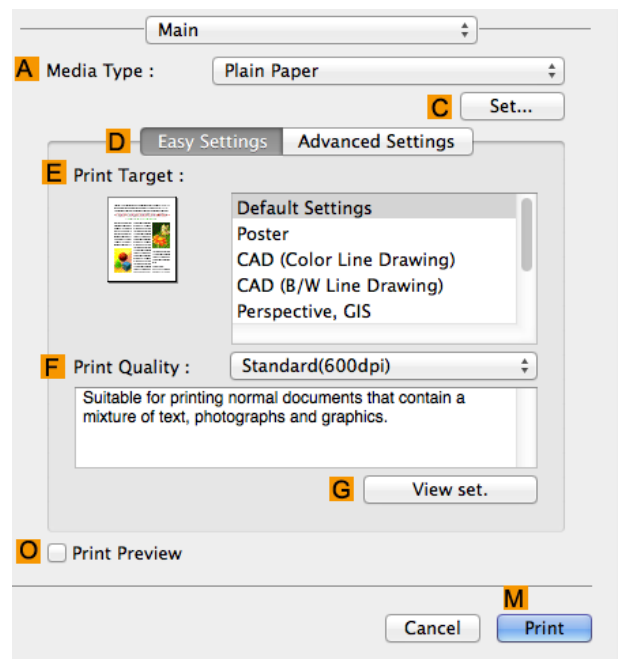 Main
A Media Type : Plain Paper
C Set...
D Easy Settings Advanced Settings
E Print Target :
Default Settings
Poster
CAD (Color Line Drawing)
CAD (B/W Line Drawing)
Perspective, GIS
F Print Quality : Standard(600dpi)
Suitable for printing normal documents that contain a
mixture of text, photographs and graphics.
G View set.
O Print Preview
M
Cancel Print